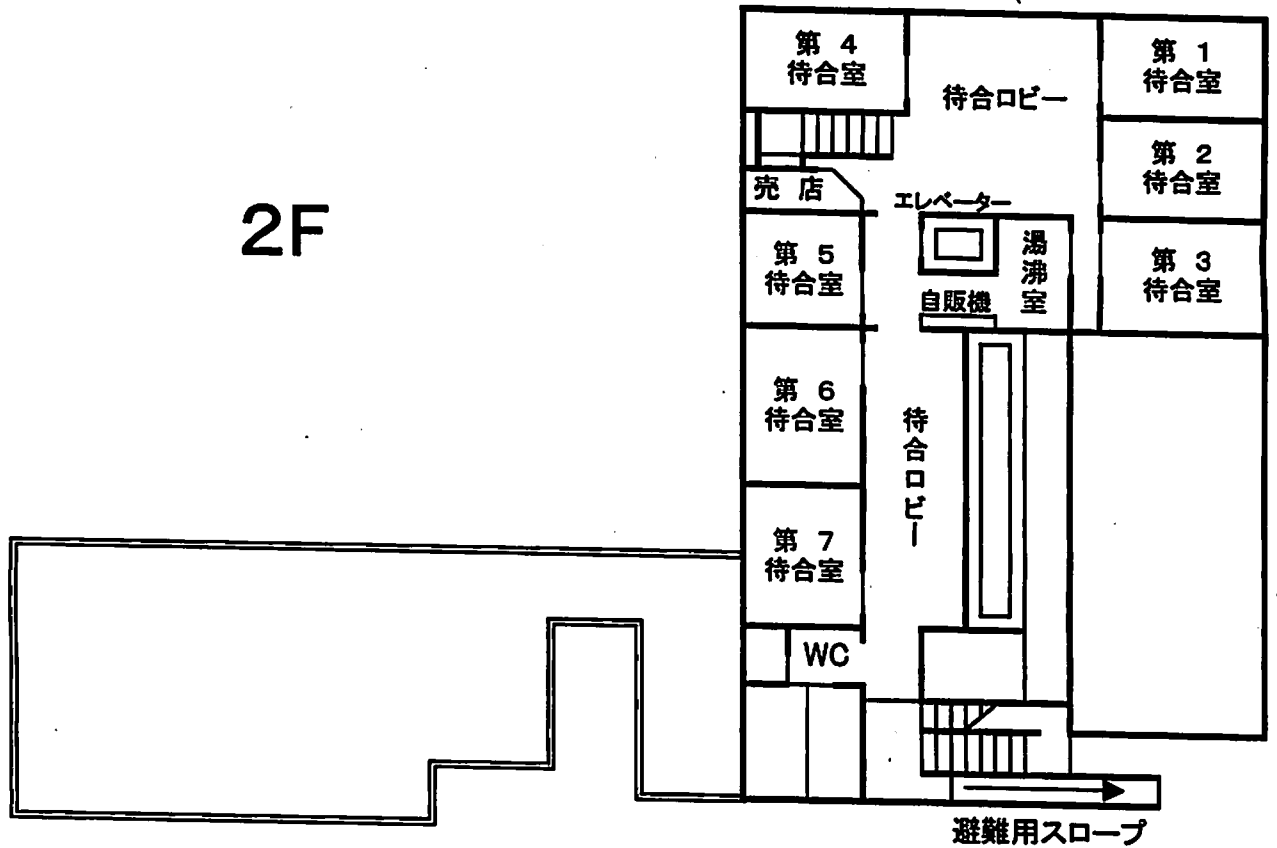 第 4
待合室
待合ロビー
第 1
待合室
第 2
待合室
売 店
エレベーター
2F
第 5
待合室
湯沸室
第 3
待合室
自販機
第 6
待合室
待合ロビー
第 7
待合室
WC
避難用スロープ